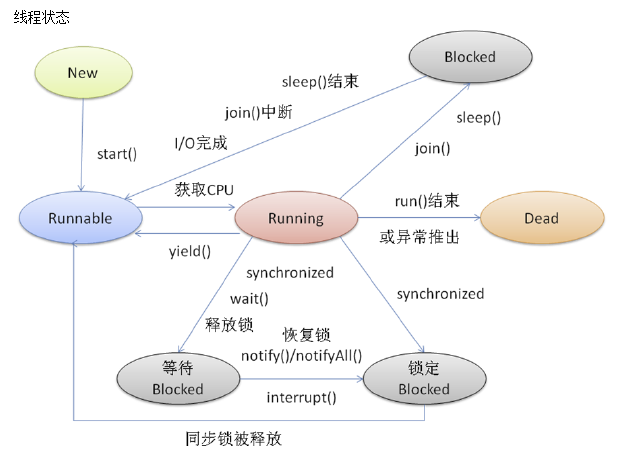 线程状态
New
Blocked
sleep()结束
join()中断
I/O完成
sleep()
join()
start()
获取CPU
Runnable
Running
run()结束
Dead
或异常推出
yield()
synchronized
wait()
释放锁
synchronized
恢复锁
notify()/notifyAll()
等待
Blocked
锁定
Blocked
interrupt()
同步锁被释放